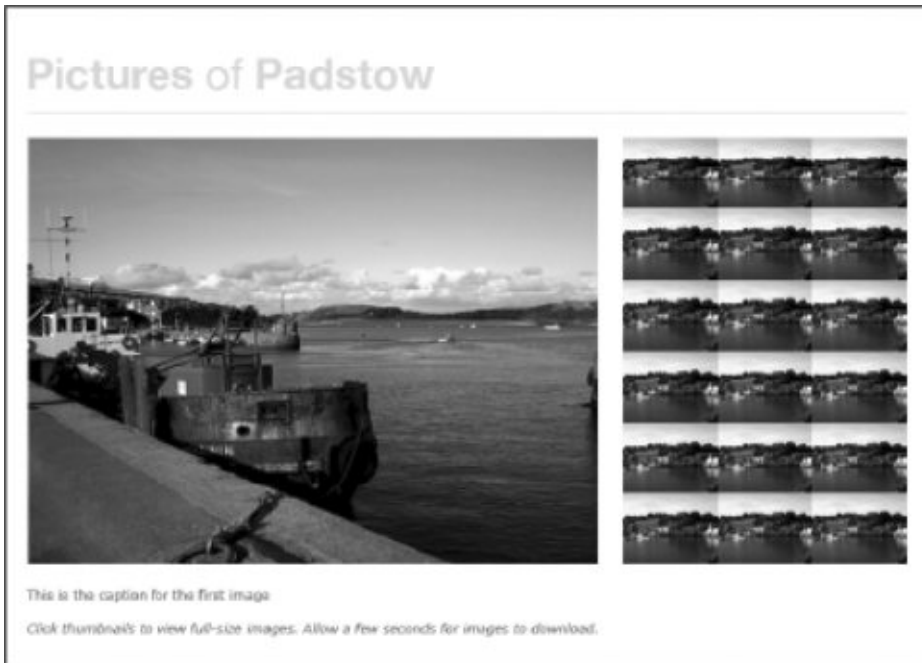 Pictures of Padstow
This is the caption for the first image
Click thumbnails to view full-size images. Allow a few seconds for images to download.